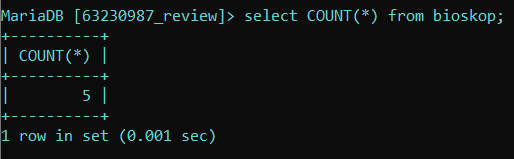 MariaDB [63230987_review]> select COUNT(*) from bioskop;
+----------+
| COUNT(*) |
+----------+
|        5 |
+----------+
1 row in set (0.001 sec)